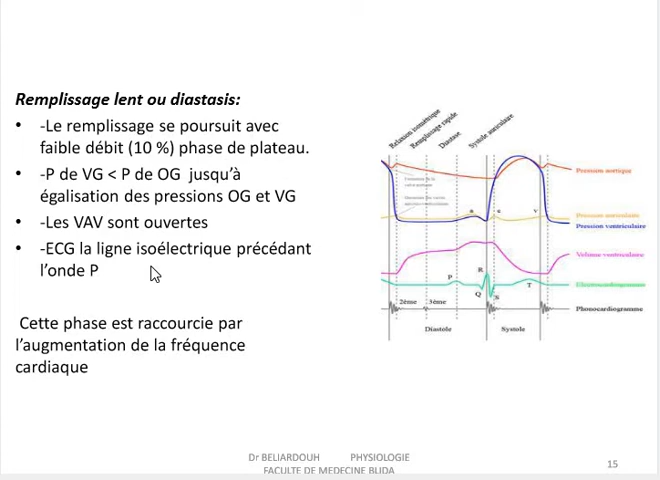 Remplissage lent ou diastasis:
• -Le remplissage se poursuit avec
faible débit (10 %) phase de plateau.
• -P de VG < P de OG jusqu'à
égalisation des pressions OG et VG
• -Les VAV sont ouvertes
• -ECG la ligne isoélectrique précédant
l'onde P
Cette phase est raccourcie par
l'augmentation de la fréquence
cardiaque
Remplissage rapide
Diastase
Systole auriculaire
Pression aortique
Pression auriculaire
Pression ventriculaire
a c v
Volume ventriculaire
R
P
T
Electrocardiogramme
Q
S
2ème 3ème
Phonocardiogramme
Diastole Systole
Dr BELIARDOUH PHYSIOLOGIE
FACULTE DE MEDECINE BLIDA
15